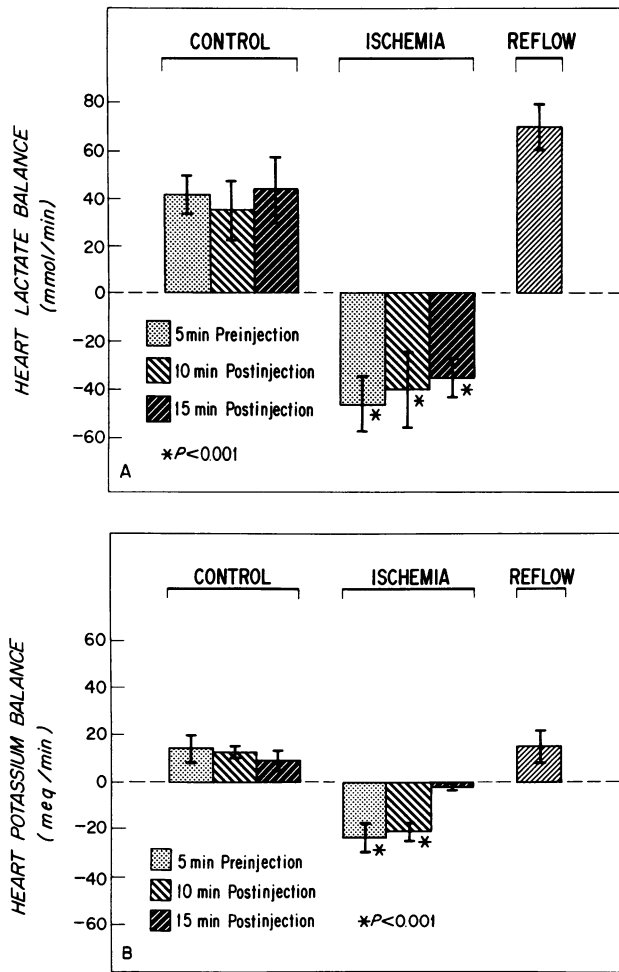 CONTROL ISCHEMIA REFLOW
80
60
40
20
0
-20
-40
-60
HEART LACTATE BALANCE
(mmol/min)
5min Preinjection
10 min Postinjection
15 min Postinjection
* * *
*P<0.001
A
CONTROL ISCHEMIA REFLOW
60
40
20
0
-20
-40
-60
HEART POTASSIUM BALANCE
(meq/min)
5 min Preinjection
10 min Postinjection
15 min Postinjection
* *
*P<0.001
B